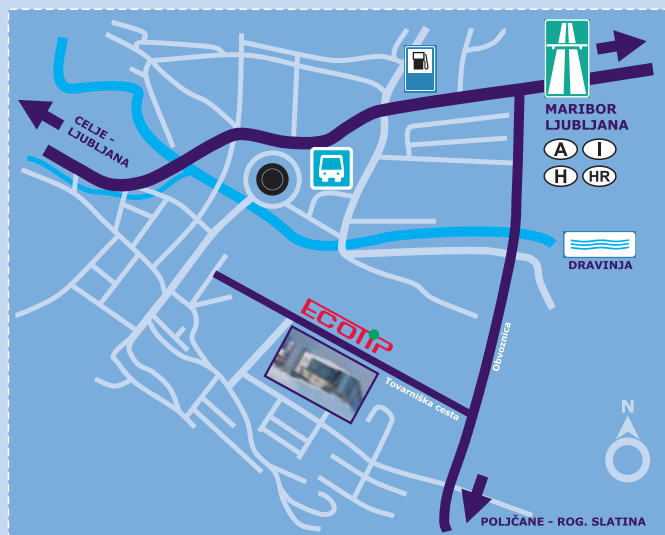 CELJE -
LJUBLJANA
MARIBOR
LJUBLJANA
A I
H HR
DRAVINJA
ECOTIP
Obvoznica
Tovarniška cesta
N
POLJČANE - ROG. SLATINA